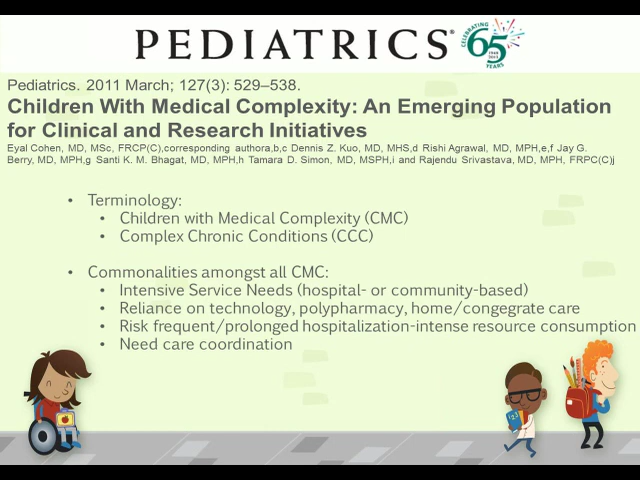 PEDIATRICS®
CELEBRATING
65
YEARS
Pediatrics. 2011 March; 127(3): 529–538.
Children With Medical Complexity: An Emerging Population
for Clinical and Research Initiatives
Eyal Cohen, MD, MSc, FRCP(C),corresponding authora,b,c Dennis Z. Kuo, MD, MHS,d Rishi Agrawal, MD, MPH,e,f Jay G.
Berry, MD, MPH,g Santi K. M. Bhagat, MD, MPH,h Tamara D. Simon, MD, MSPH,i and Rajendu Srivastava, MD, MPH, FRPC(C)j
• Terminology:
• Children with Medical Complexity (CMC)
• Complex Chronic Conditions (CCC)
• Commonalities amongst all CMC:
• Intensive Service Needs (hospital- or community-based)
• Reliance on technology, polypharmacy, home/congegrate care
• Risk frequent/prolonged hospitalization-intense resource consumption
• Need care coordination